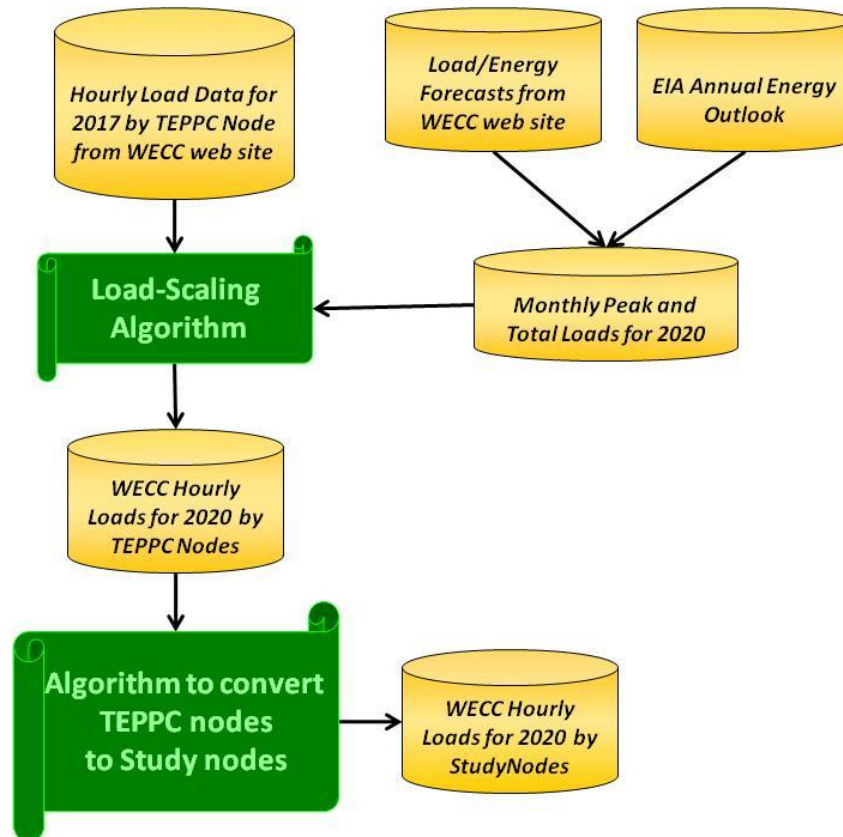 Hourly Load Data for
2017 by TEPPC Node
from WECC web site
Load/Energy
Forecasts from
WECC web site
EIA Annual Energy
Outlook
Load-Scaling
Algorithm
Monthly Peak and
Total Loads for 2020
WECC Hourly
Loads for 2020 by
TEPPC Nodes
Algorithm to convert
TEPPC nodes
to Study nodes
WECC Hourly
Loads for 2020 by
StudyNodes